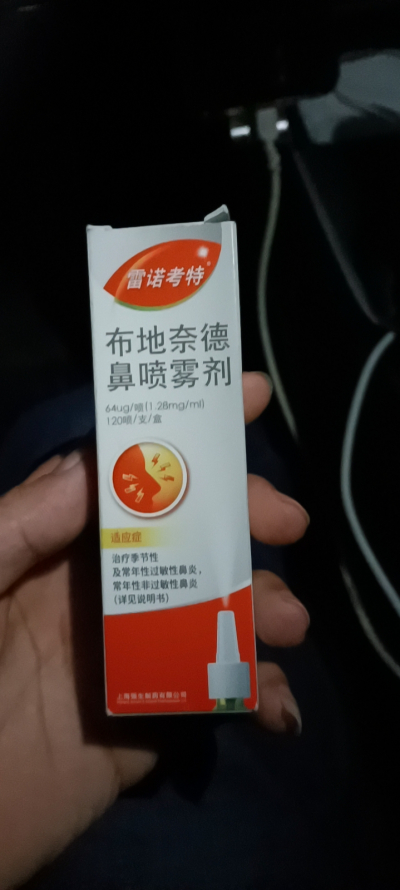 雷诺考特
布地奈德
鼻喷雾剂
64ug/喷(1.28mg/ml)
120喷/支/盒
适应症
治疗季节性
及常年性过敏性鼻炎，
常年性非过敏性鼻炎
（详见说明书）